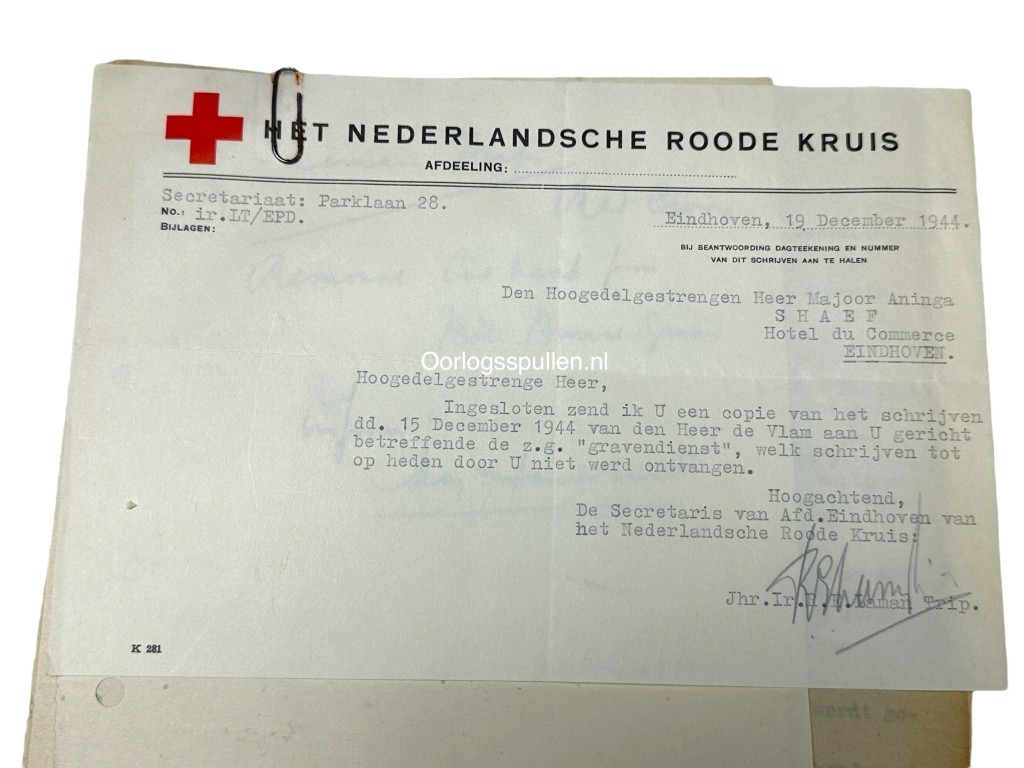 HET NEDERLANDSCHE ROODE KRUIS
AFDEELING:
Secretariaat: Parklaan 28.
No.: ir.LT/EPD.
BIJLAGEN:
Eindhoven, 19 December 1944.
BIJ BEANTWOORDING DAGTEEKENING EN NUMMER
VAN DIT SCHRIJVEN AAN TE HALEN
Den Hoogedelgestrengen Heer Majoor Aninga
S H A E F
Hotel du Commerce
EINDHOVEN.
Oorlogsspullen.nl
Hoogedelgestrenge Heer,
Ingesloten zend ik U een copie van het schrijven
dd. 15 December 1944 van den Heer de Vlam aan U gericht
betreffende de z.g. "gravendienst", welk schrijven tot
op heden door U niet werd ontvangen.
Hoogachtend,
De Secretaris van Afd.Eindhoven van
het Nederlandsche Roode Kruis:
Jhr.Ir. Laman Trip.
K 281
wordt ge-